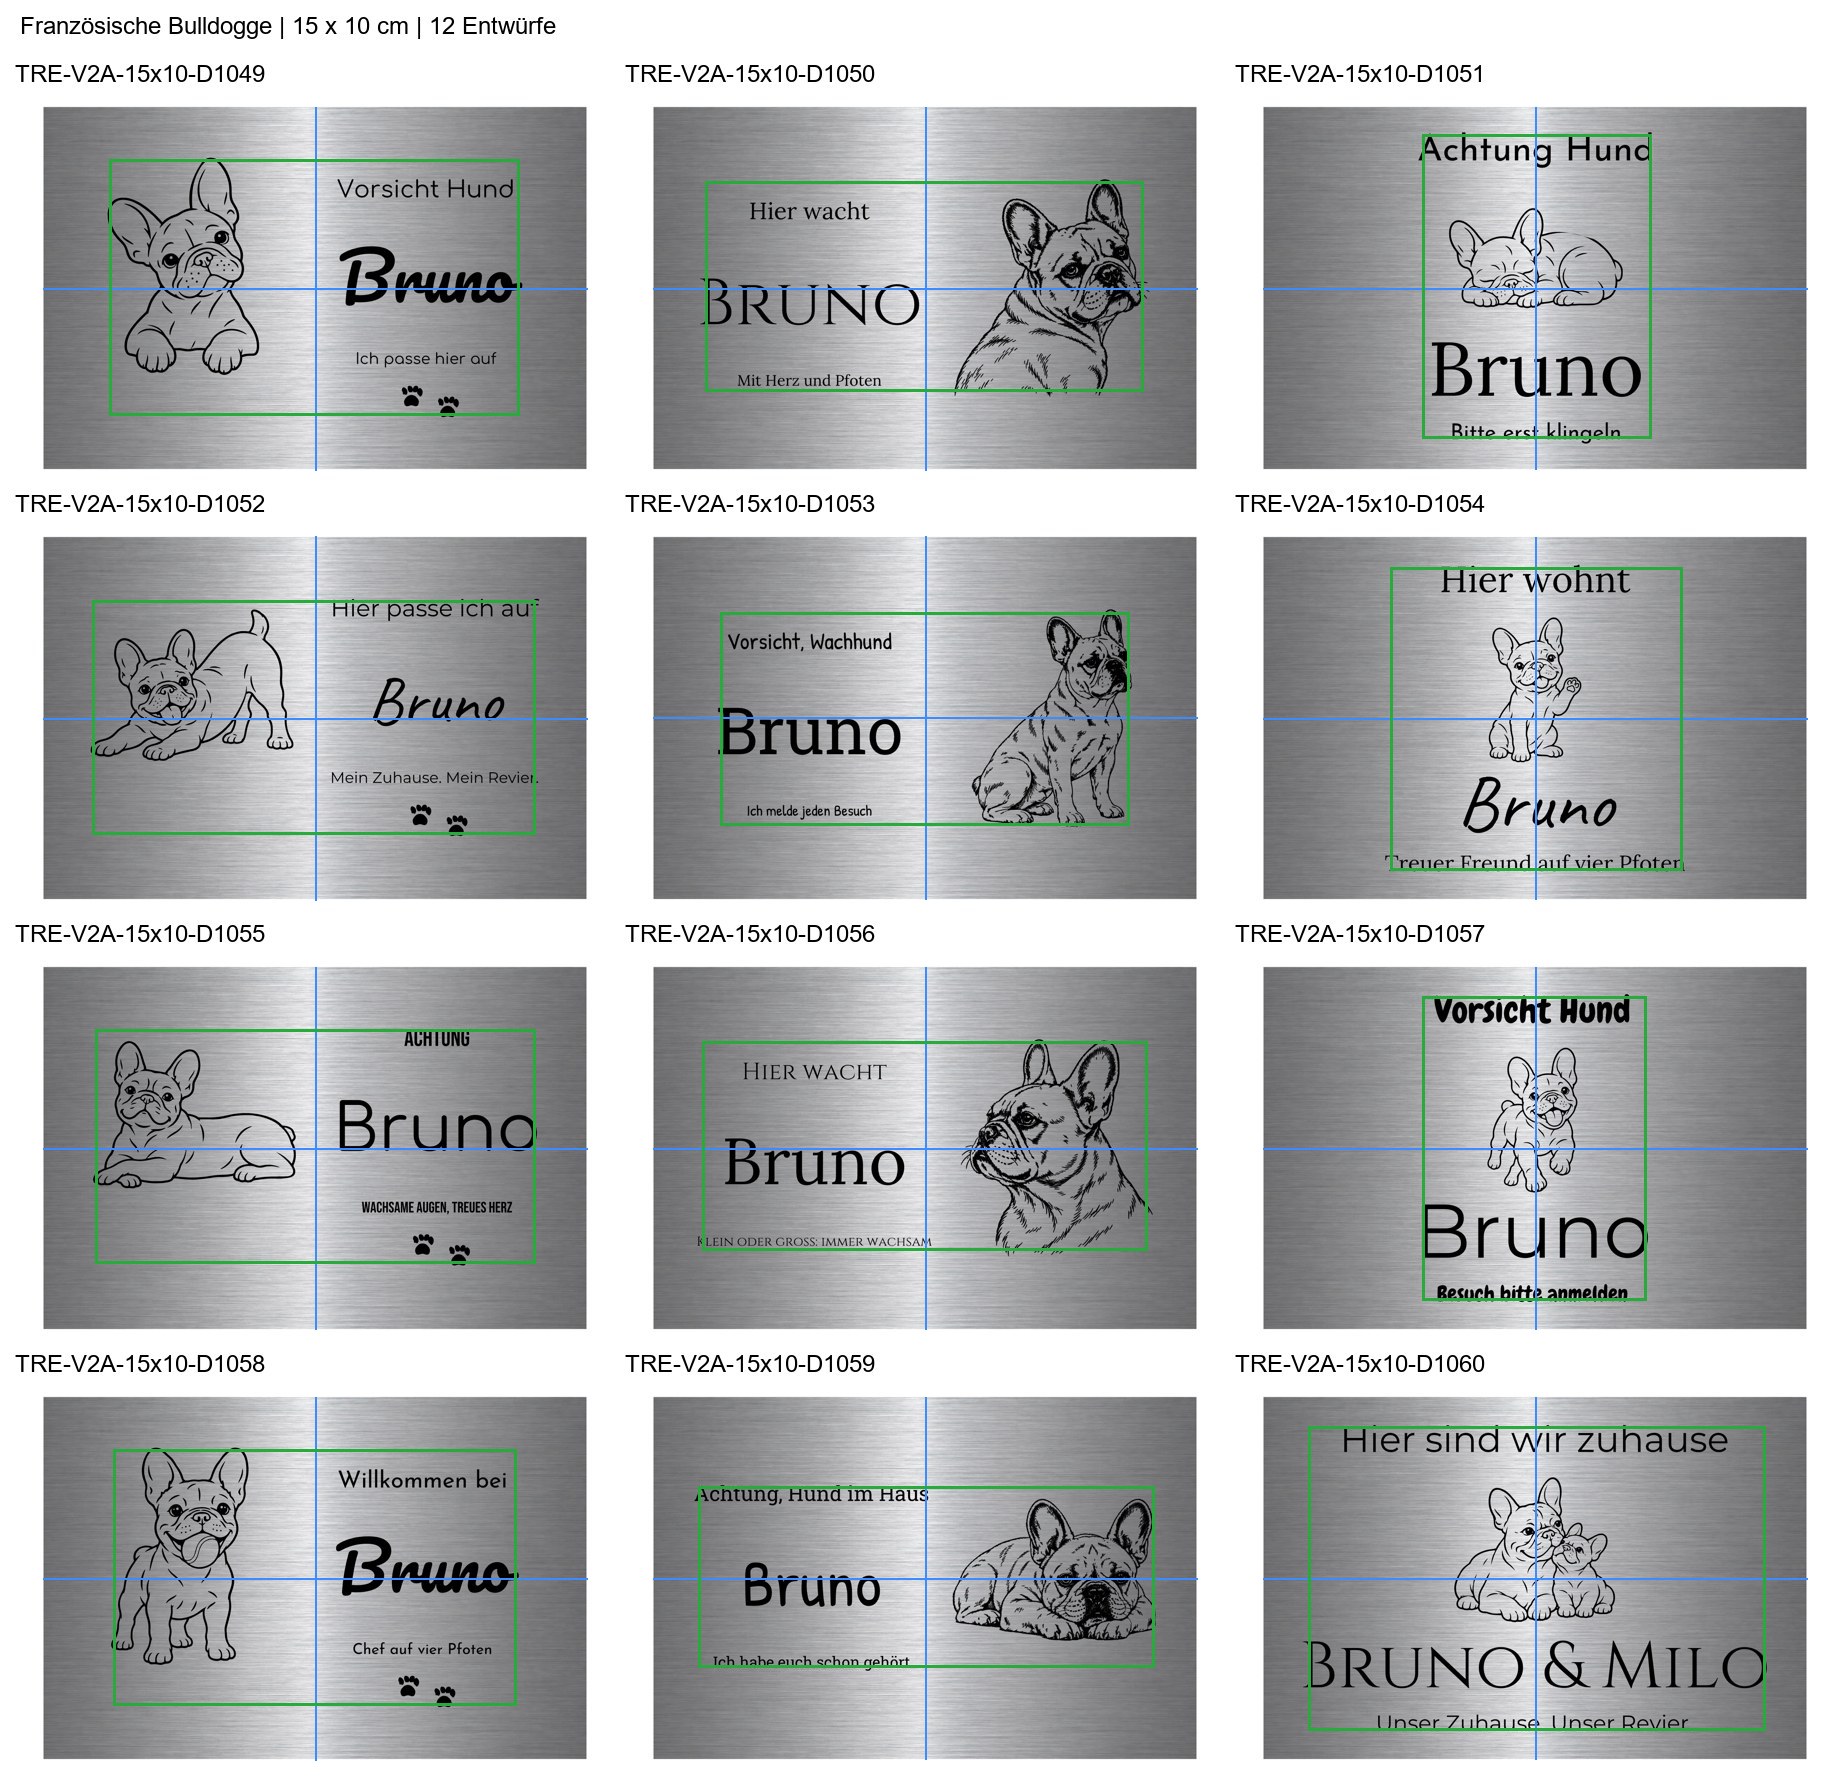 Französische Bulldogge | 15 x 10 cm | 12 Entwürfe
TRE-V2A-15x10-D1049
Vorsicht Hund
Bruno
Ich passe hier auf
TRE-V2A-15x10-D1050
Hier wacht
BRUNO
Mit Herz und Pfoten
TRE-V2A-15x10-D1051
Achtung Hund
Bruno
Bitte erst klingeln
TRE-V2A-15x10-D1052
Hier passe ich auf
Bruno
Mein Zuhause. Mein Revier.
TRE-V2A-15x10-D1053
Vorsicht, Wachhund
Bruno
Ich melde jeden Besuch
TRE-V2A-15x10-D1054
Hier wohnt
Bruno
Treuer Freund auf vier Pfoten
TRE-V2A-15x10-D1055
ACHTUNG
Bruno
WACHSAME AUGEN, TREUES HERZ
TRE-V2A-15x10-D1056
HIER WACHT
Bruno
KLEIN ODER GROSS: IMMER WACHSAM
TRE-V2A-15x10-D1057
Vorsicht Hund
Bruno
Besuch bitte anmelden
TRE-V2A-15x10-D1058
Willkommen bei
Bruno
Chef auf vier Pfoten
TRE-V2A-15x10-D1059
Achtung, Hund im Haus
Bruno
Ich habe euch schon gehört
TRE-V2A-15x10-D1060
Hier sind wir zuhause
BRUNO & MILO
Unser Zuhause. Unser Revier.